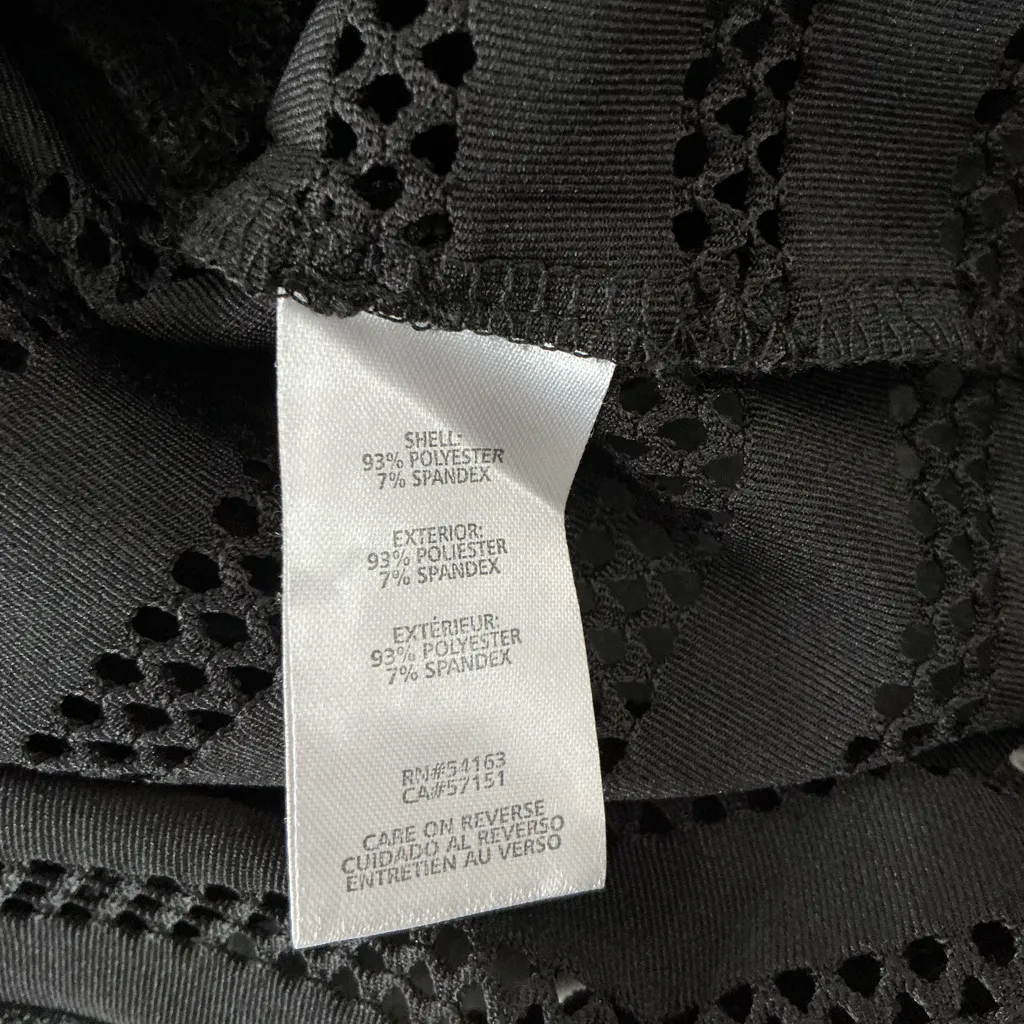 SHELL:
93% POLYESTER
7% SPANDEX
EXTERIOR:
93% POLIESTER
7% SPANDEX
EXTÉRIEUR:
93% POLYESTER
7% SPANDEX
RN#54163
CA#57151
CARE ON REVERSE
CUIDADO AL REVERSO
ENTRETIEN AU VERSO